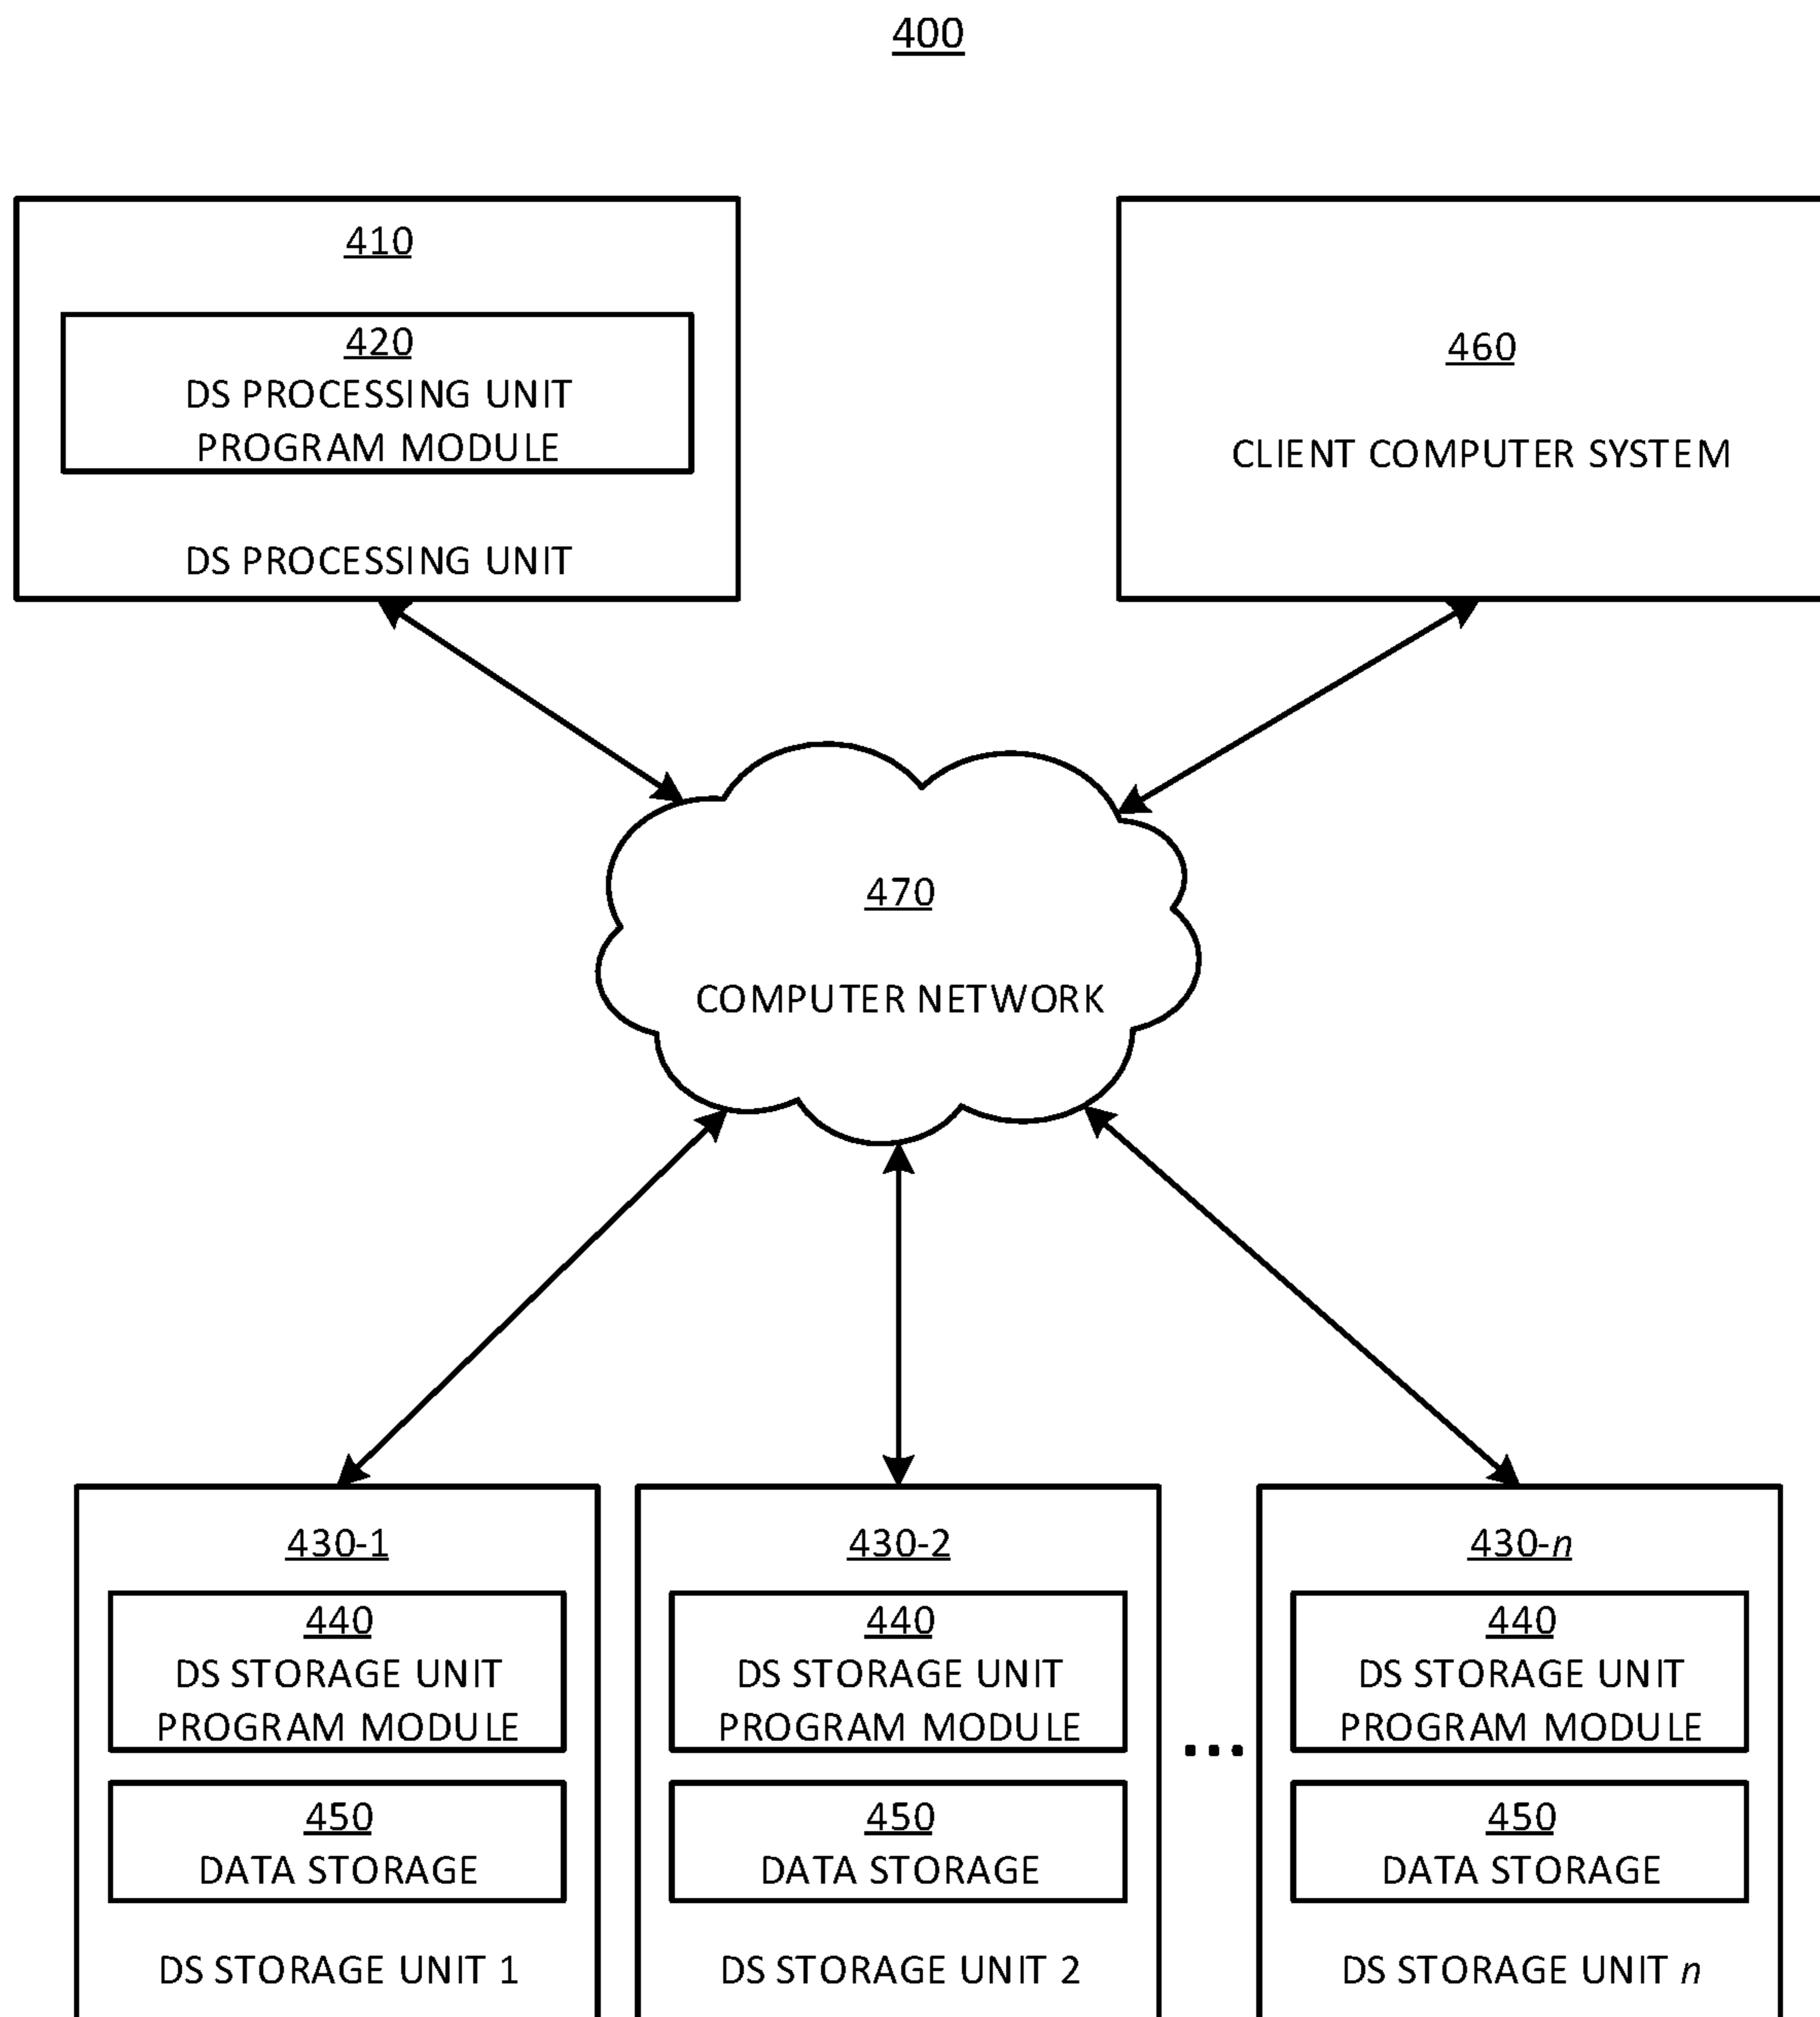 400
410
420
DS PROCESSING UNIT
PROGRAM MODULE
DS PROCESSING UNIT
460
CLIENT COMPUTER SYSTEM
470
COMPUTER NETWORK
430-1
440
DS STORAGE UNIT
PROGRAM MODULE
450
DATA STORAGE
DS STORAGE UNIT 1
430-2
440
DS STORAGE UNIT
PROGRAM MODULE
450
DATA STORAGE
DS STORAGE UNIT 2
...
430-n
440
DS STORAGE UNIT
PROGRAM MODULE
450
DATA STORAGE
DS STORAGE UNIT n